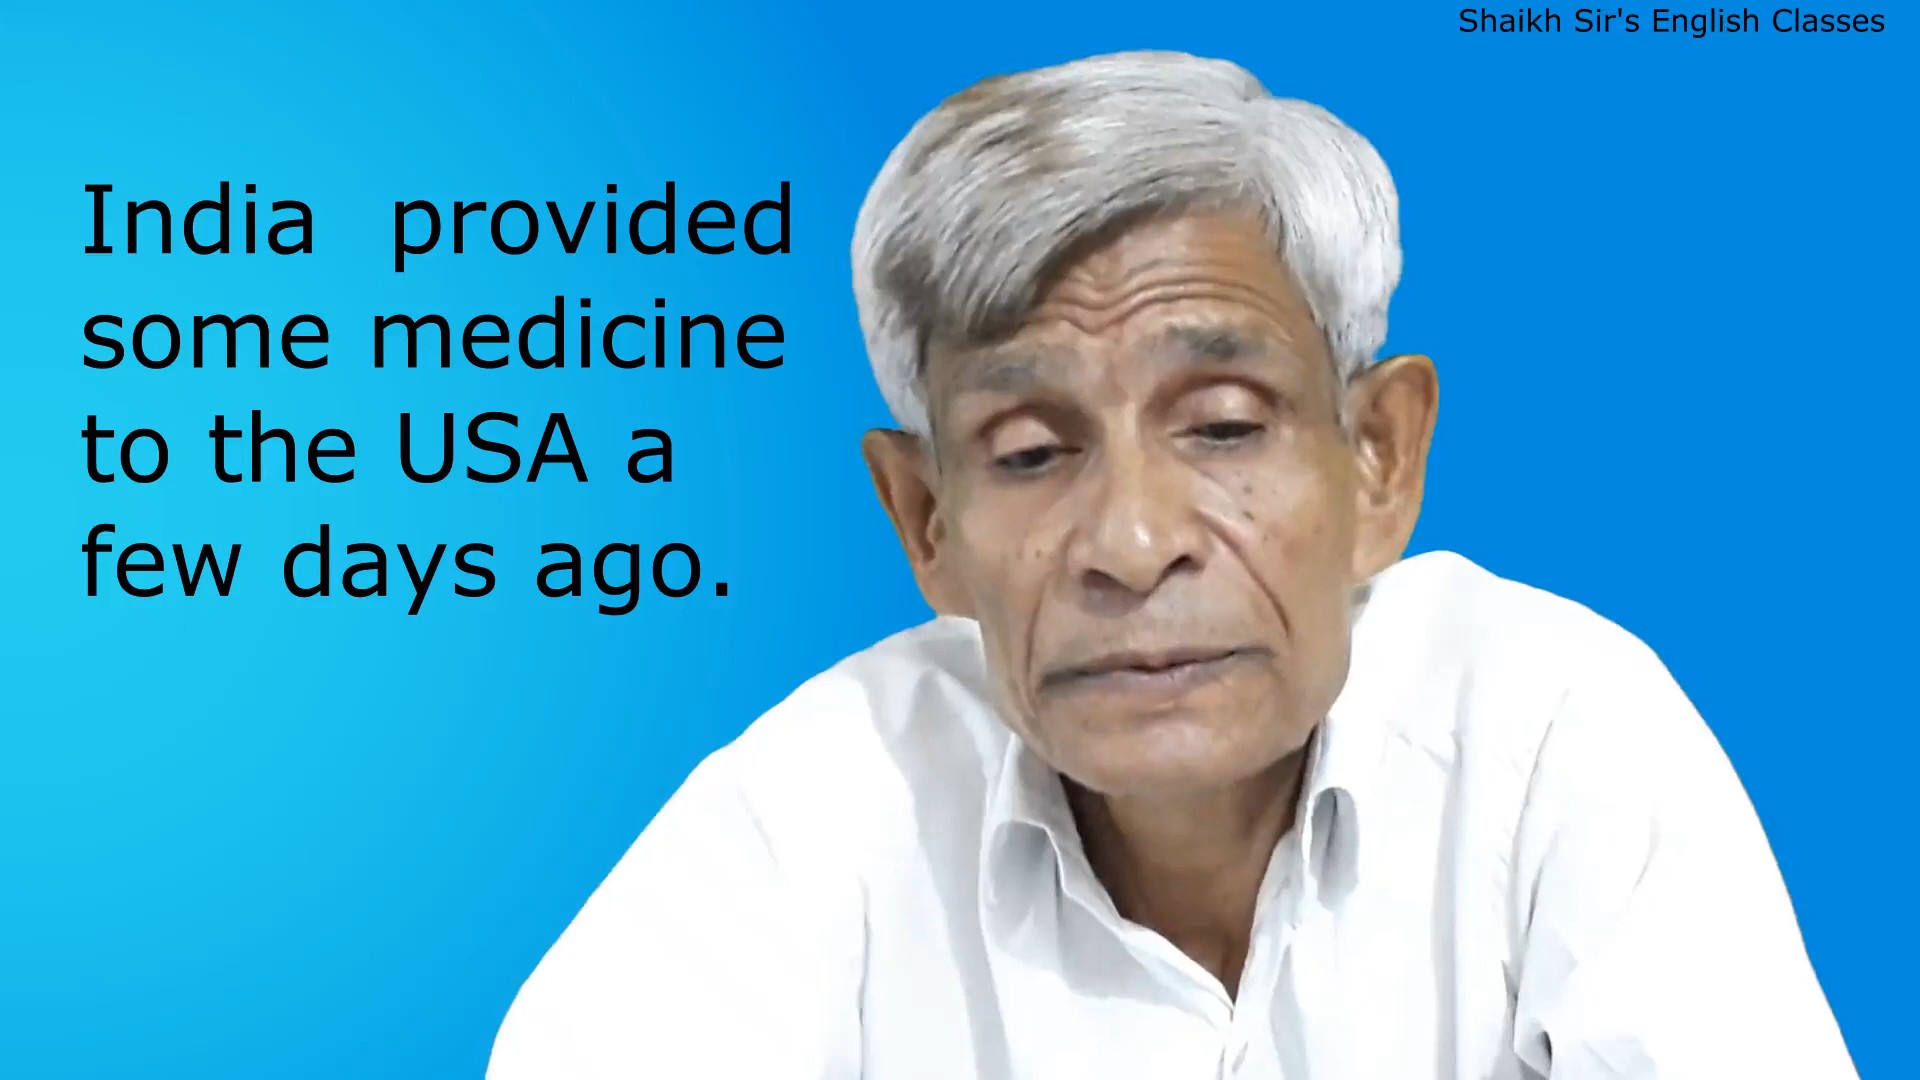 Shaikh Sir's English Classes
India provided
some medicine
to the USA a
few days ago.